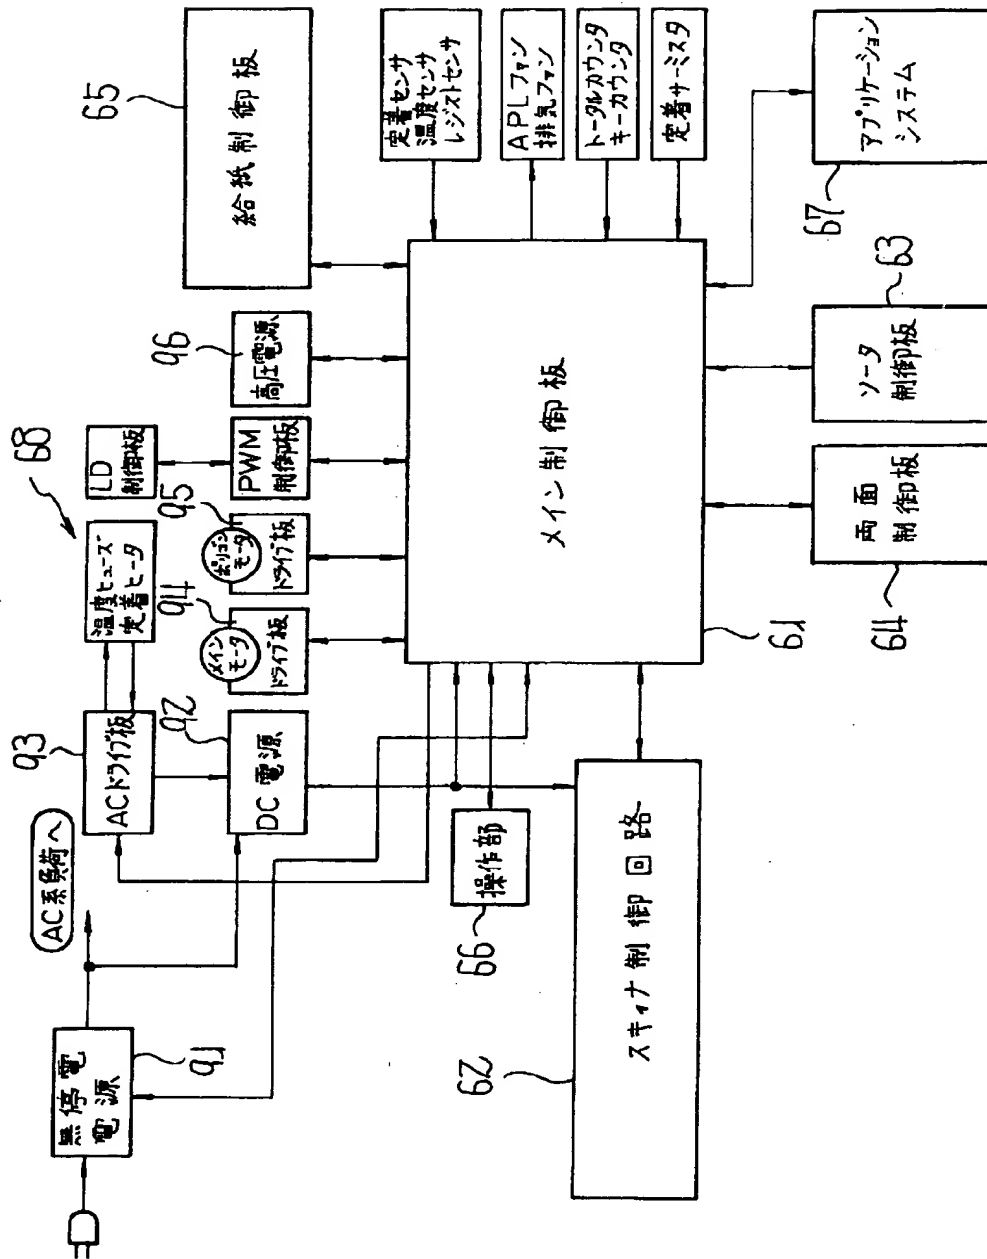 無停電
電源
91
AC系負荷へ
ACドライブ板
93
DC電源
92
温度ヒューズ
定着ヒータ
68
メイン
モータ
ドライブ板
94
ポリゴン
モータ
ドライブ板
95
LD
制御板
PWM
制御板
高圧電源
96
給紙制御板
65
定着センサ
温度センサ
レジストセンサ
APLファン
排気ファン
トータルカウンタ
キーカウンタ
定着サーミスタ
メイン制御板
61
操作部
66
スキャナ制御回路
62
両面
制御板
64
ソータ
制御板
63
アプリケーション
システム
67